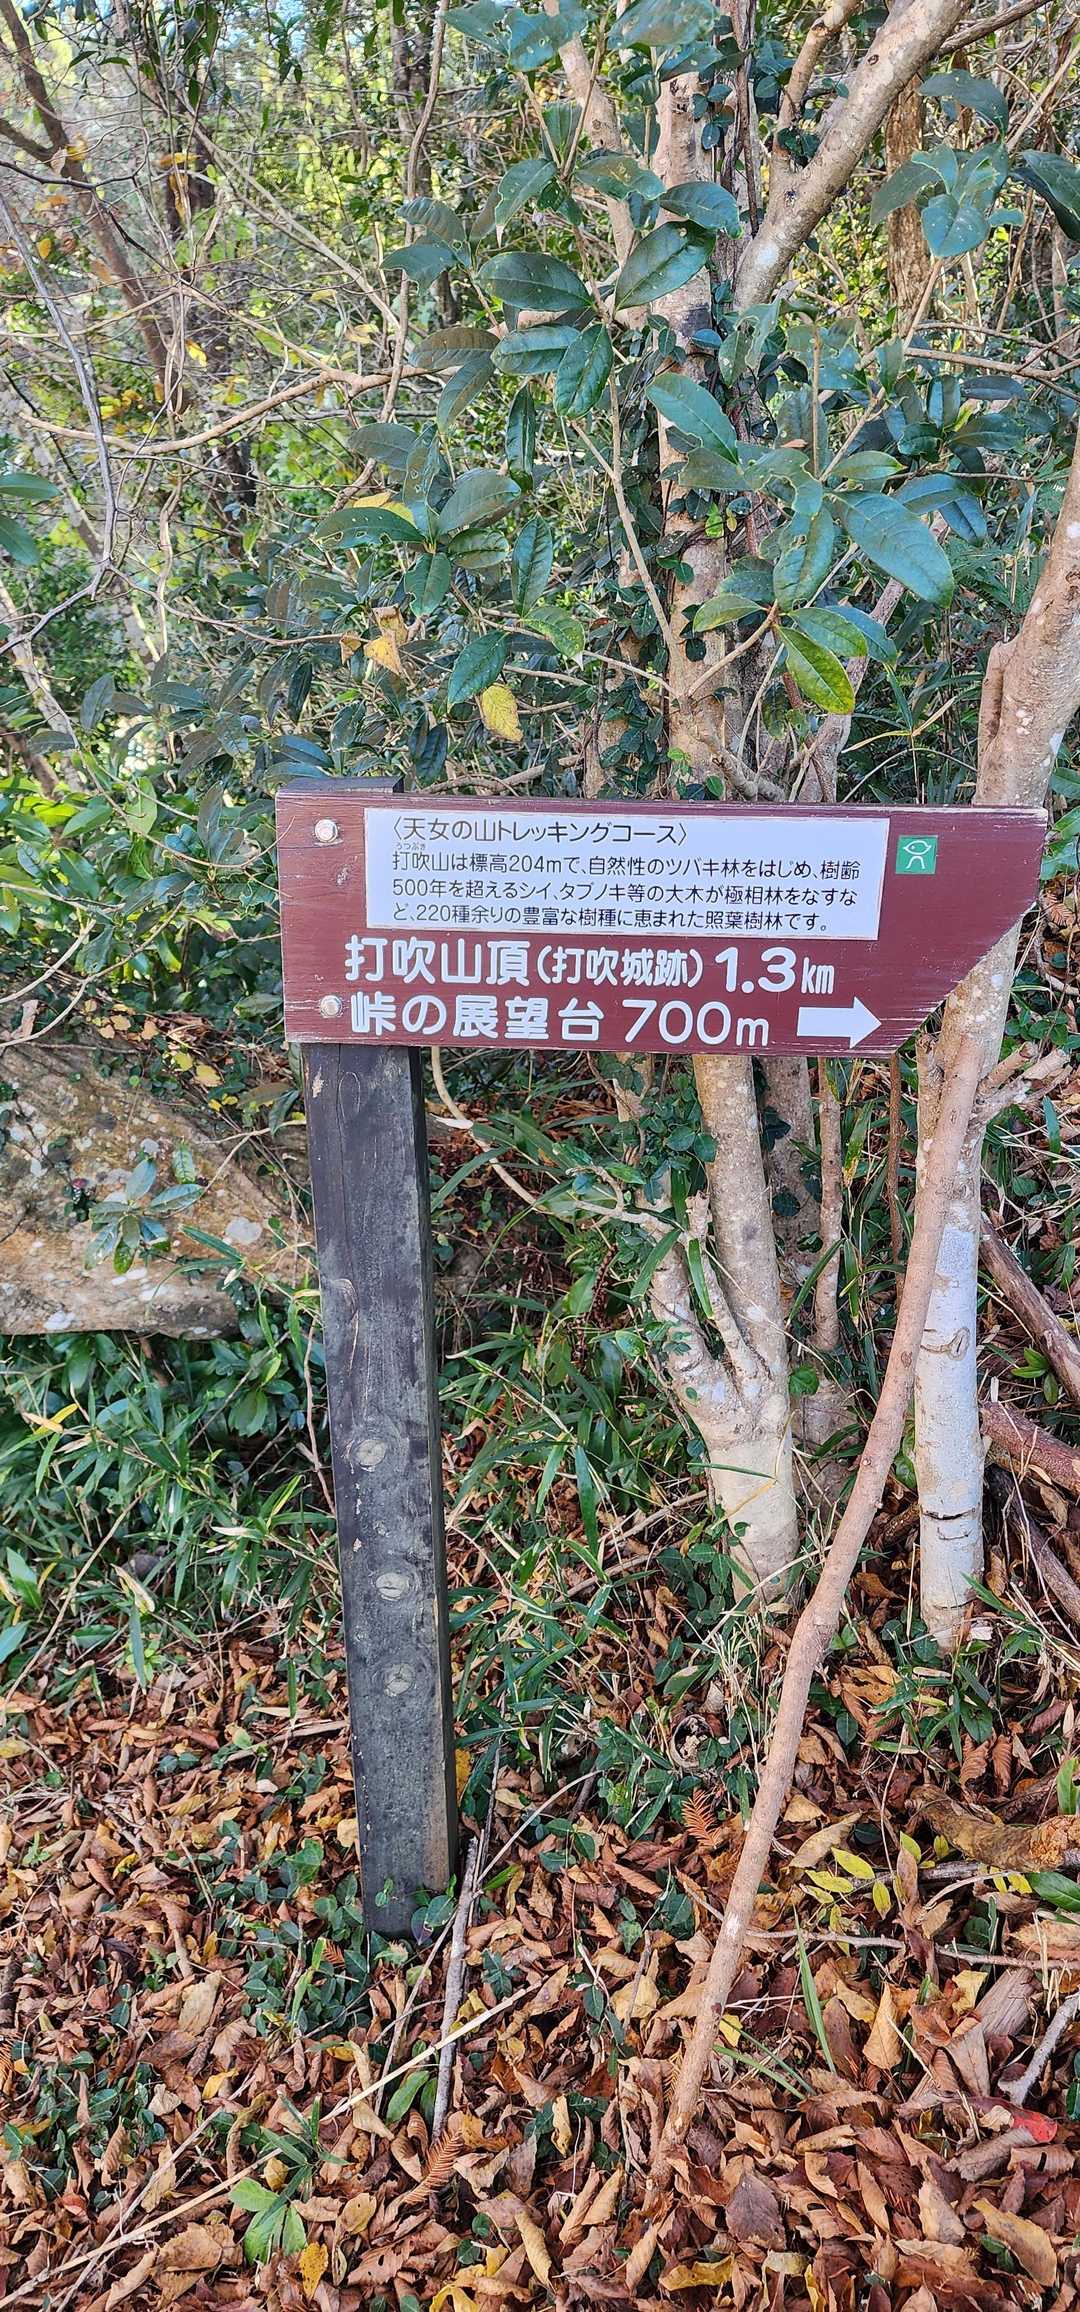 〈天女の山トレッキングコース〉
うつぶき
打吹山は標高204mで、自然性のツバキ林をはじめ、樹齢
500年を超えるシイ、タブノキ等の大木が極相林をなすな
ど、220種余りの豊富な樹種に恵まれた照葉樹林です。
打吹山頂(打吹城跡) 1.3km
峠の展望台 700m